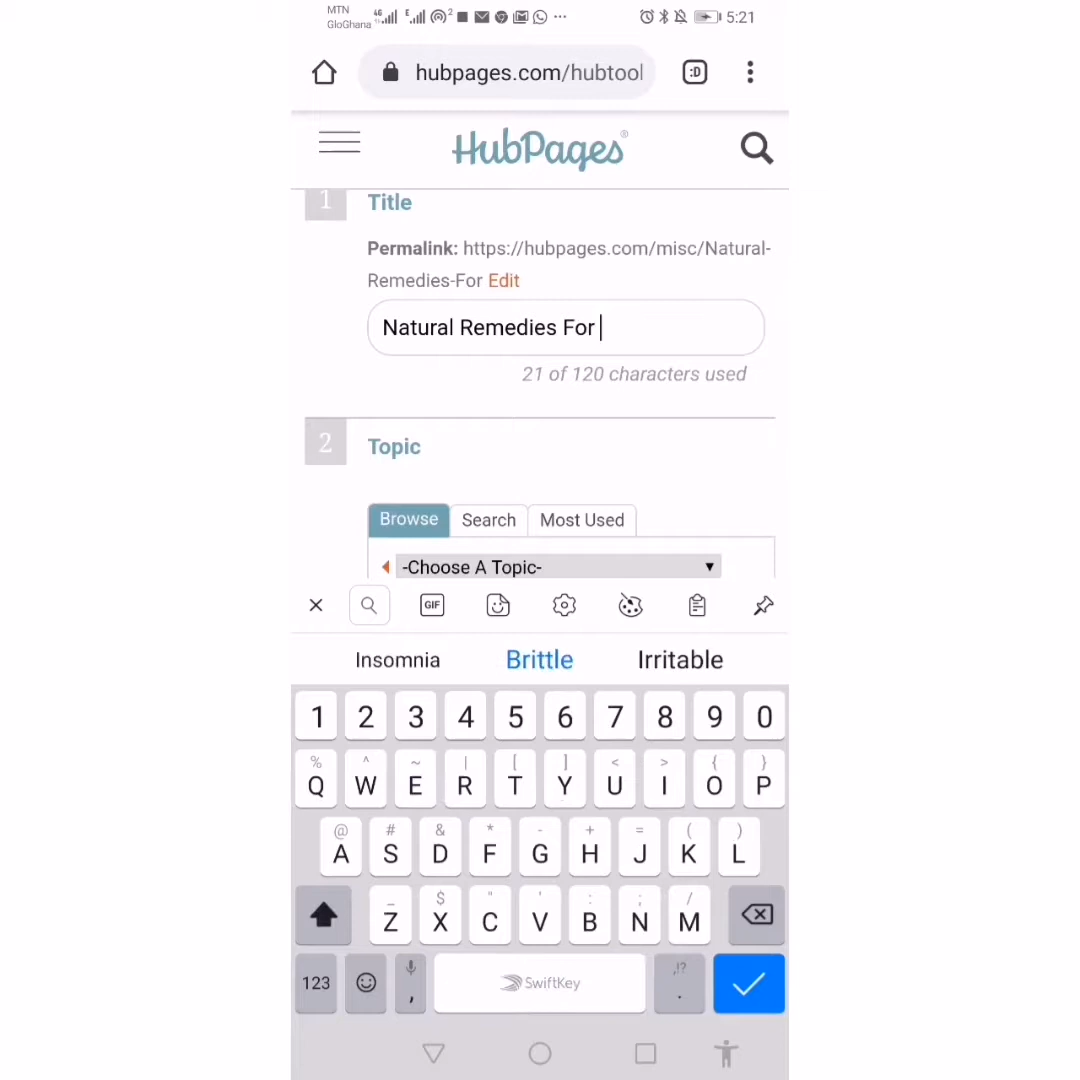 MTN
GloGhana 4G E 2 5:21
hubpages.com/hubtool :D
HubPages®
1 Title
Permalink: https://hubpages.com/misc/Natural-
Remedies-For Edit
Natural Remedies For
21 of 120 characters used
2 Topic
Browse Search Most Used
-Choose A Topic-
GIF
Insomnia Brittle Irritable
1 2 3 4 5 6 7 8 9 0
% ^ ~ | [ ] < > { }
Q W E R T Y U I O P
@ # & * - + = ( )
A S D F G H J K L
_ $ " ' : ; /
Z X C V B N M
123 , SwiftKey ,!? .